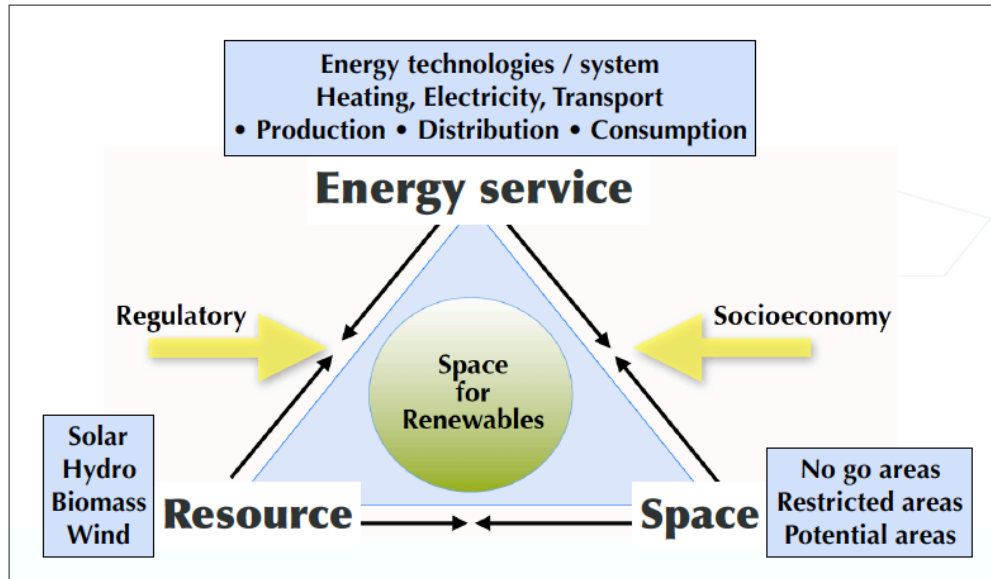 Energy technologies / system
Heating, Electricity, Transport
• Production • Distribution • Consumption
Energy service
Regulatory
Socioeconomy
Space
for
Renewables
Solar
Hydro
Biomass
Wind
Resource
Space
No go areas
Restricted areas
Potential areas